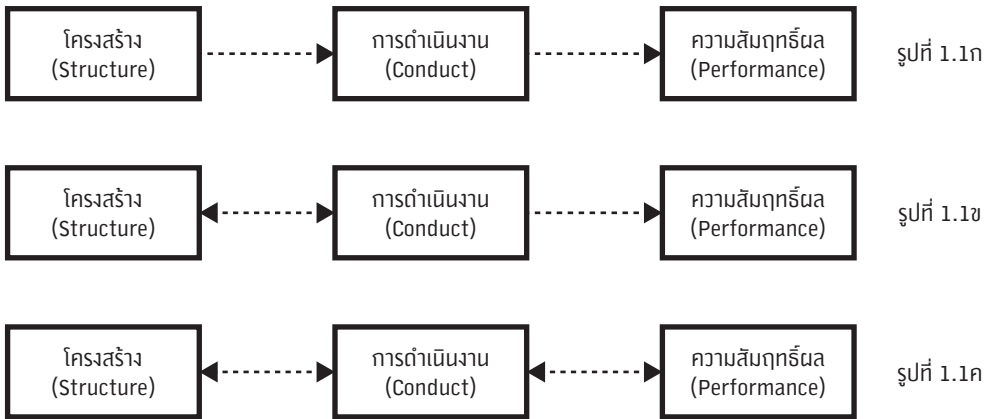 โครงสร้าง
(Structure)
การดำเนินงาน
(Conduct)
ความสัมฤทธิ์ผล
(Performance)
รูปที่ 1.1ก
โครงสร้าง
(Structure)
การดำเนินงาน
(Conduct)
ความสัมฤทธิ์ผล
(Performance)
รูปที่ 1.1ข
โครงสร้าง
(Structure)
การดำเนินงาน
(Conduct)
ความสัมฤทธิ์ผล
(Performance)
รูปที่ 1.1ค